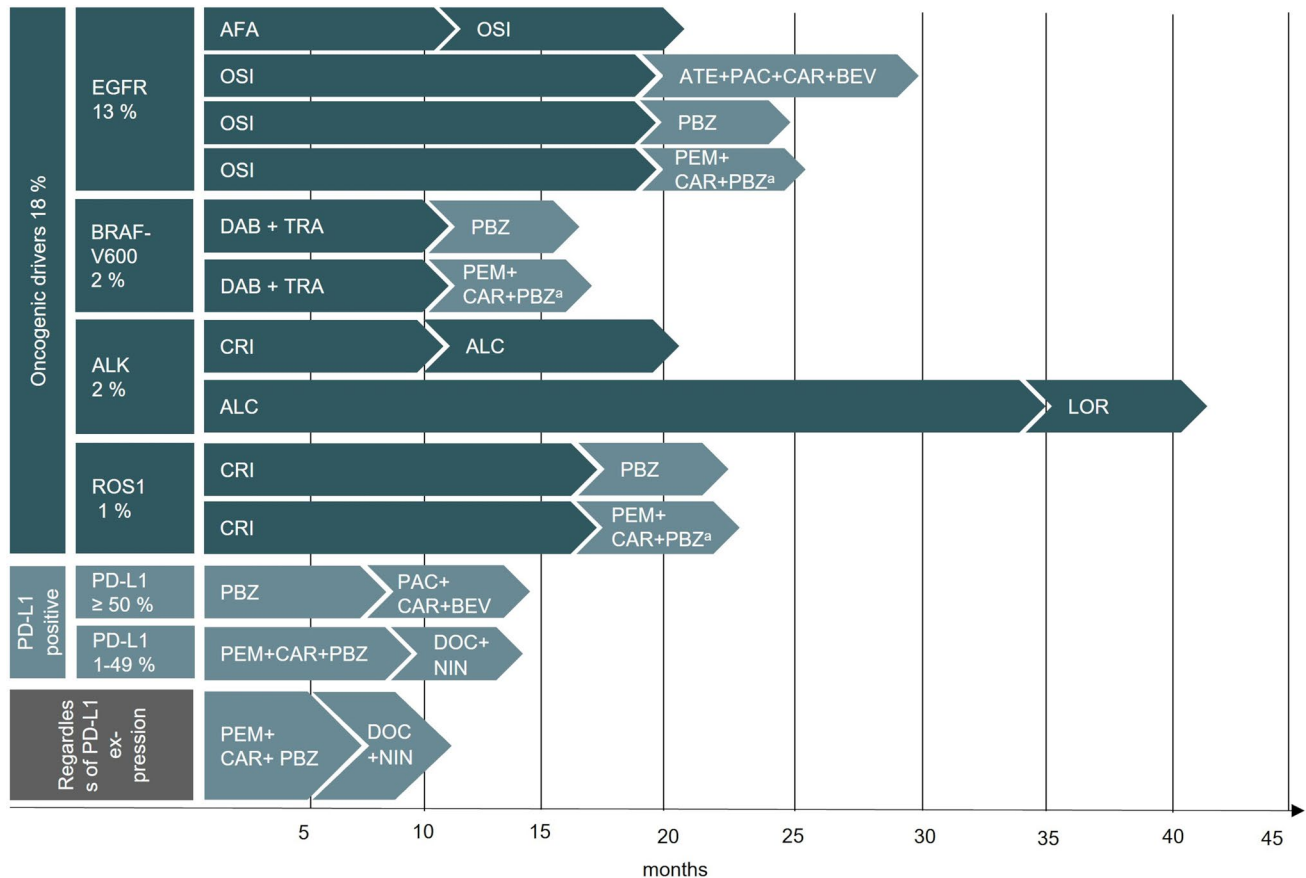 Oncogenic drivers 18 %
EGFR
13 %
AFA
OSI
OSI
ATE+PAC+CAR+BEV
OSI
PBZ
OSI
PEM+
CAR+PBZᵃ
BRAF-
V600
2 %
DAB + TRA
PBZ
DAB + TRA
PEM+
CAR+PBZᵃ
ALK
2 %
CRI
ALC
ALC
LOR
ROS1
1 %
CRI
PBZ
CRI
PEM+
CAR+PBZᵃ
PD-L1
positive
PD-L1
≥ 50 %
PBZ
PAC+
CAR+BEV
PD-L1
1-49 %
PEM+CAR+PBZ
DOC+
NIN
Regardles
s of PD-L1
ex-
pression
PEM+
CAR+ PBZ
DOC
+NIN
5 10 15 20 25 30 35 40 45
months